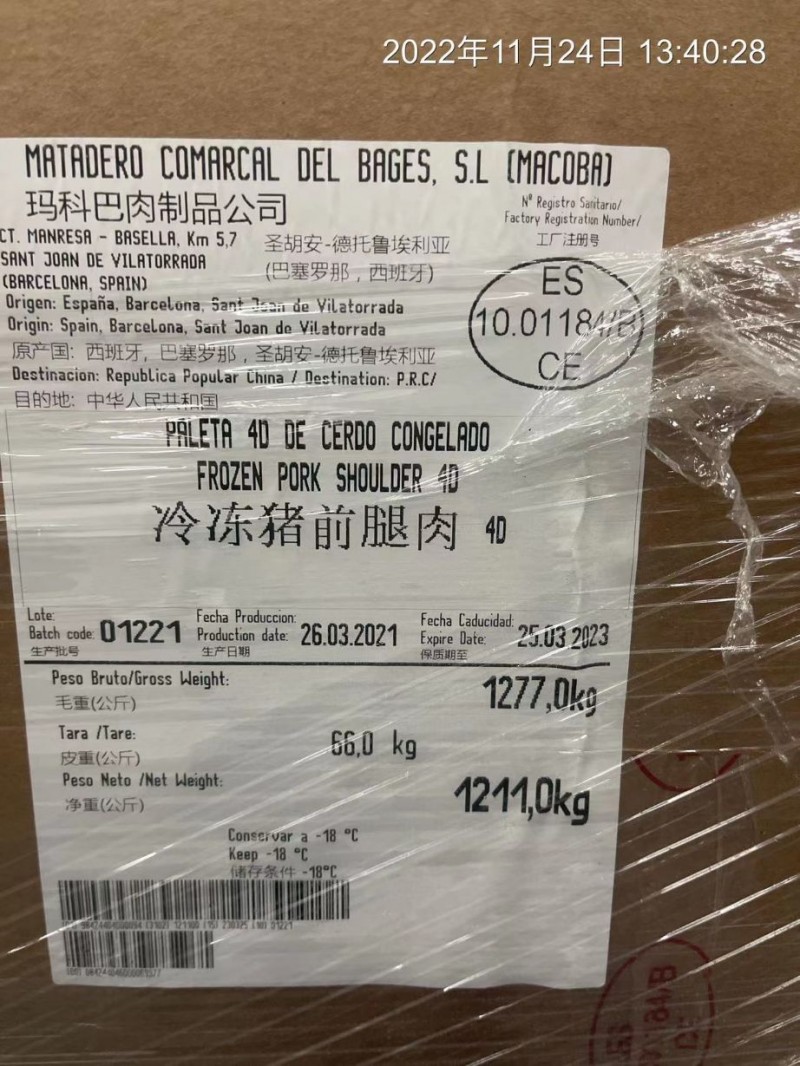 2022年11月24日 13:40:28
MATADERO COMARCAL DEL BAGES, S.L (MACOBA)
玛科巴肉制品公司
Nº Registro Sanitario/
Factory Registration Number/
工厂注册号
CT. MANRESA - BASELLA, Km 5,7
SANT JOAN DE VILATORRADA
(BARCELONA, SPAIN)
圣胡安-德托鲁埃利亚
(巴塞罗那，西班牙)
ES
10.01184/B
CE
Origen: España, Barcelona, Sant Joan de Vilatorrada
Origin: Spain, Barcelona, Sant Joan de Vilatorrada
原产国: 西班牙, 巴塞罗那，圣胡安-德托鲁埃利亚
Destinacion: Republica Popular China / Destination: P.R.C/
目的地: 中华人民共和国
PALETA 4D DE CERDO CONGELADO
FROZEN PORK SHOULDER 4D
冷冻猪前腿肉 4D
Lote:
Batch code: 01221
生产批号
Fecha Produccion:
Production date: 26.03.2021
生产日期
Fecha Caducidad:
Expire Date: 25.03.2023
保质期至
Peso Bruto/Gross Weight: 1277,0kg
毛重(公斤)
Tara /Tare: 66,0 kg
皮重(公斤)
Peso Neto /Net Weight: 1211,0kg
净重(公斤)
Conservar a -18 °C
Keep -18 °C
储存条件 -18°C